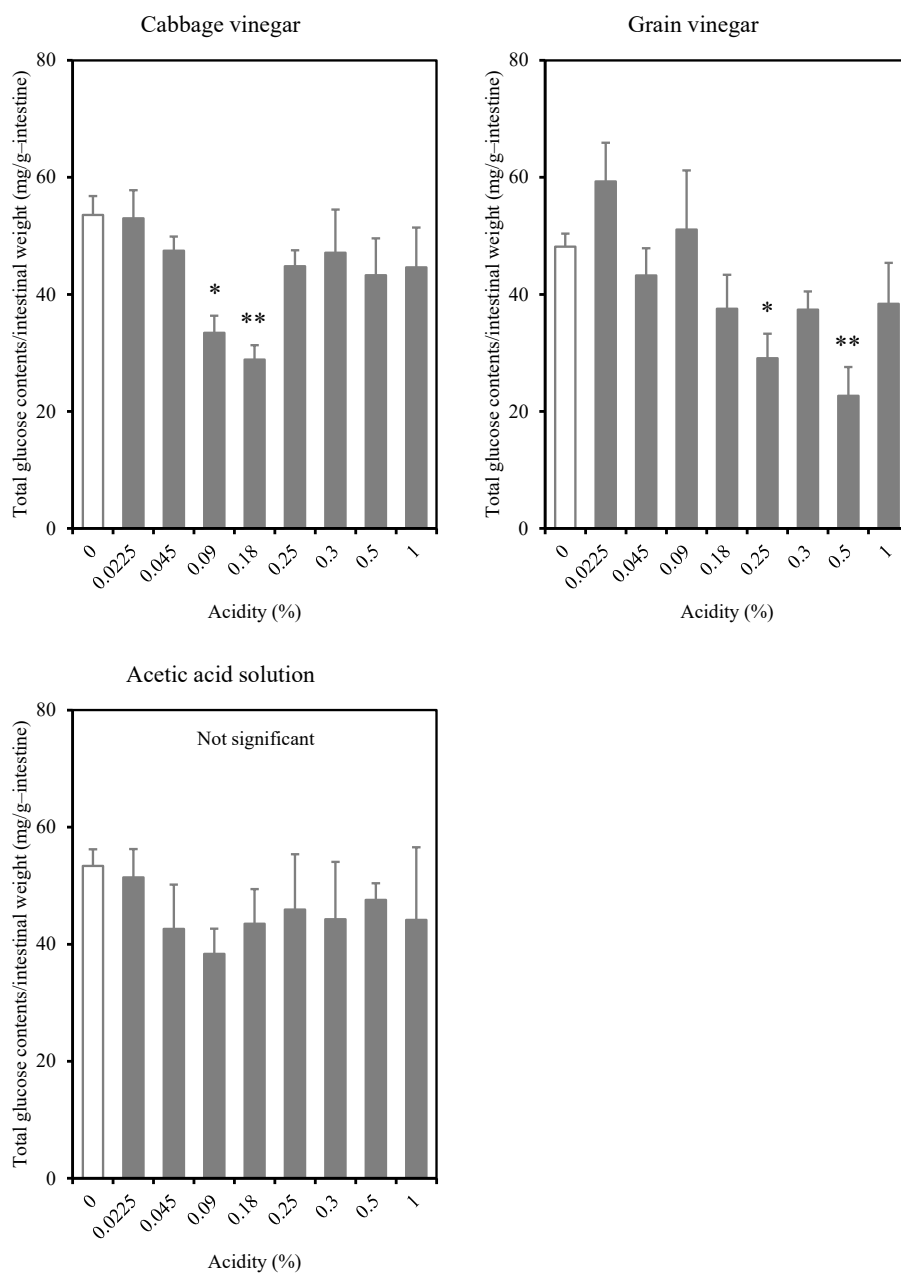 Cabbage vinegar
Total glucose contents/intestinal weight (mg/g–intestine)
80
60
40
20
0
*
**
0 0.0225 0.045 0.09 0.18 0.25 0.3 0.5 1
Acidity (%)
Grain vinegar
Total glucose contents/intestinal weight (mg/g–intestine)
80
60
40
20
0
*
**
0 0.0225 0.045 0.09 0.18 0.25 0.3 0.5 1
Acidity (%)
Acetic acid solution
Total glucose contents/intestinal weight (mg/g–intestine)
80
60
40
20
0
Not significant
0 0.0225 0.045 0.09 0.18 0.25 0.3 0.5 1
Acidity (%)